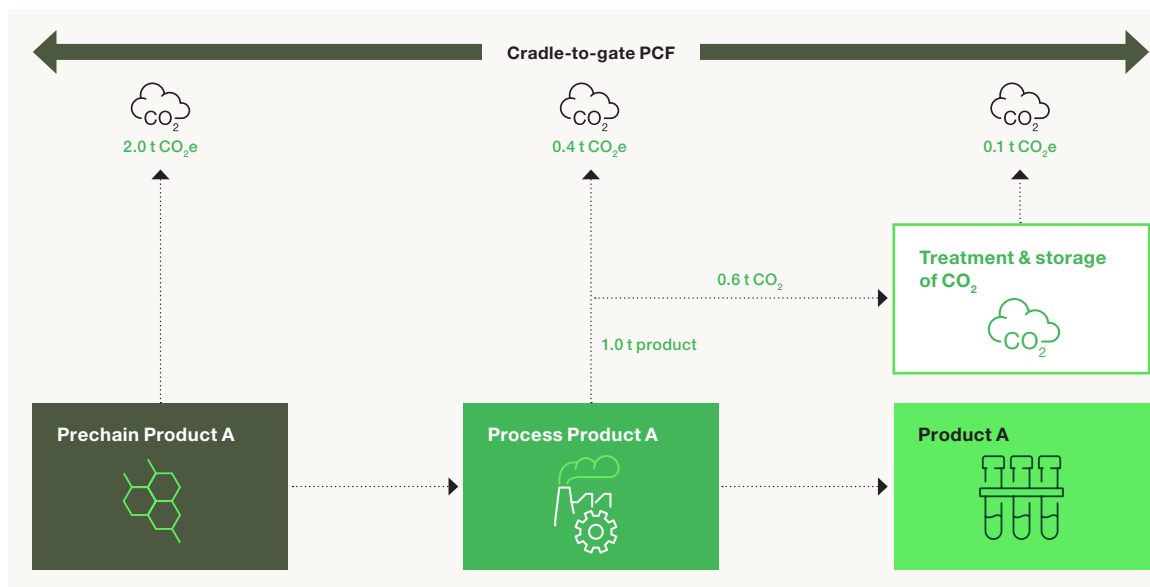 Cradle-to-gate PCF
CO₂
CO₂
CO₂
2.0 t CO₂e
0.4 t CO₂e
0.1 t CO₂e
Treatment & storage
of CO₂
0.6 t CO₂
CO₂
1.0 t product
Prechain Product A
Process Product A
Product A